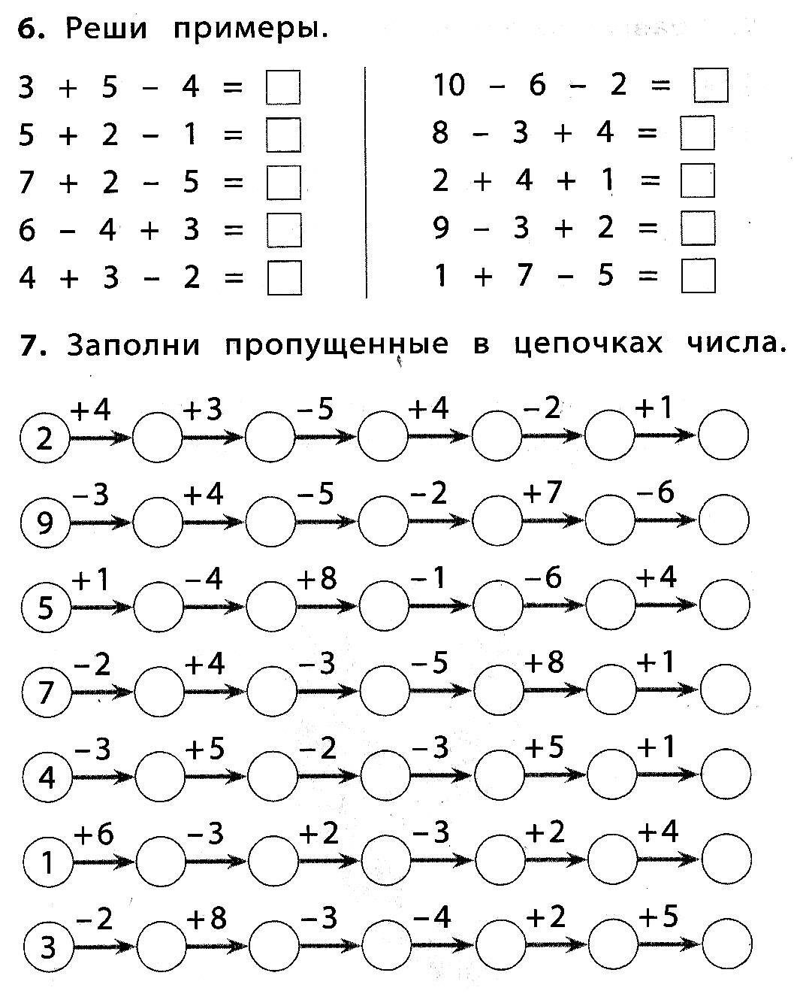 6. Реши примеры.
3 + 5 – 4 =
5 + 2 – 1 =
7 + 2 – 5 =
6 – 4 + 3 =
4 + 3 – 2 =
10 – 6 – 2 =
8 – 3 + 4 =
2 + 4 + 1 =
9 – 3 + 2 =
1 + 7 – 5 =
7. Заполни пропущенные в цепочках числа.
2 +4 +3 –5 +4 –2 +1
9 –3 +4 –5 –2 +7 –6
5 +1 –4 +8 –1 –6 +4
7 –2 +4 –3 –5 +8 +1
4 –3 +5 –2 –3 +5 +1
1 +6 –3 +2 –3 +2 +4
3 –2 +8 –3 –4 +2 +5